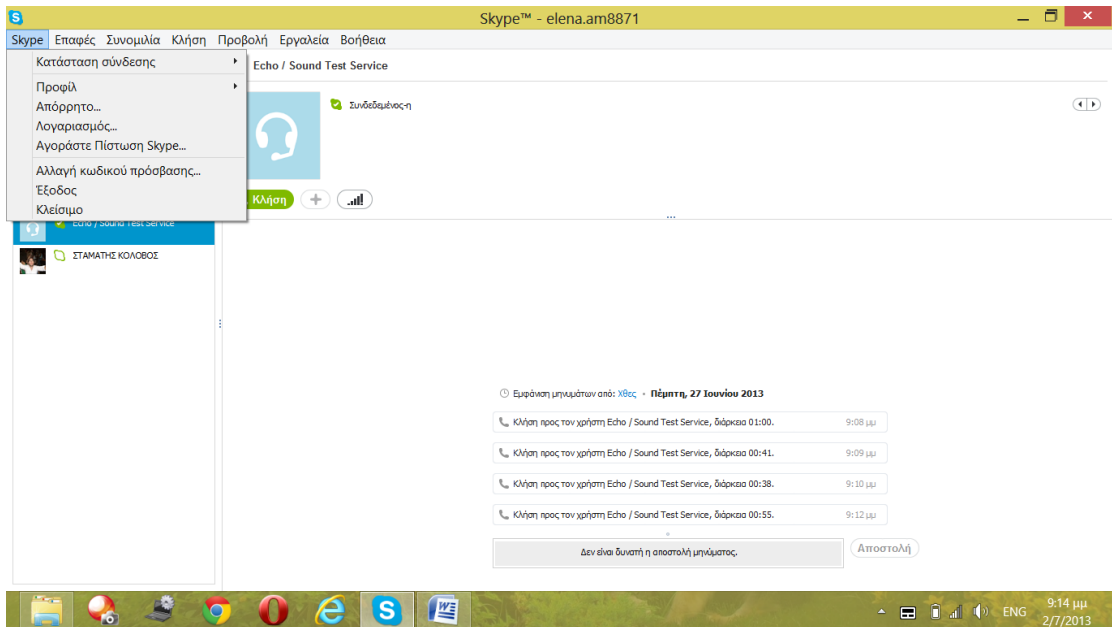 Skype™ - elena.am8871
Skype Επαφές Συνομιλία Κλήση Προβολή Εργαλεία Βοήθεια
Κατάσταση σύνδεσης
Προφίλ
Απόρρητο...
Λογαριασμός...
Αγοράστε Πίστωση Skype...
Αλλαγή κωδικού πρόσβασης...
Έξοδος
Κλείσιμο
Echo / Sound Test Service
Συνδεδεμένος-η
Κλήση
Echo / Sound Test Service
ΣΤΑΜΑΤΗΣ ΚΟΛΟΒΟΣ
Εμφάνιση μηνυμάτων από: Χθες • Πέμπτη, 27 Ιουνίου 2013
Κλήση προς τον χρήστη Echo / Sound Test Service, διάρκεια 01:00. 9:08 μμ
Κλήση προς τον χρήστη Echo / Sound Test Service, διάρκεια 00:41. 9:09 μμ
Κλήση προς τον χρήστη Echo / Sound Test Service, διάρκεια 00:38. 9:10 μμ
Κλήση προς τον χρήστη Echo / Sound Test Service, διάρκεια 00:55. 9:12 μμ
Δεν είναι δυνατή η αποστολή μηνύματος. Αποστολή
ENG 9:14 μμ
2/7/2013